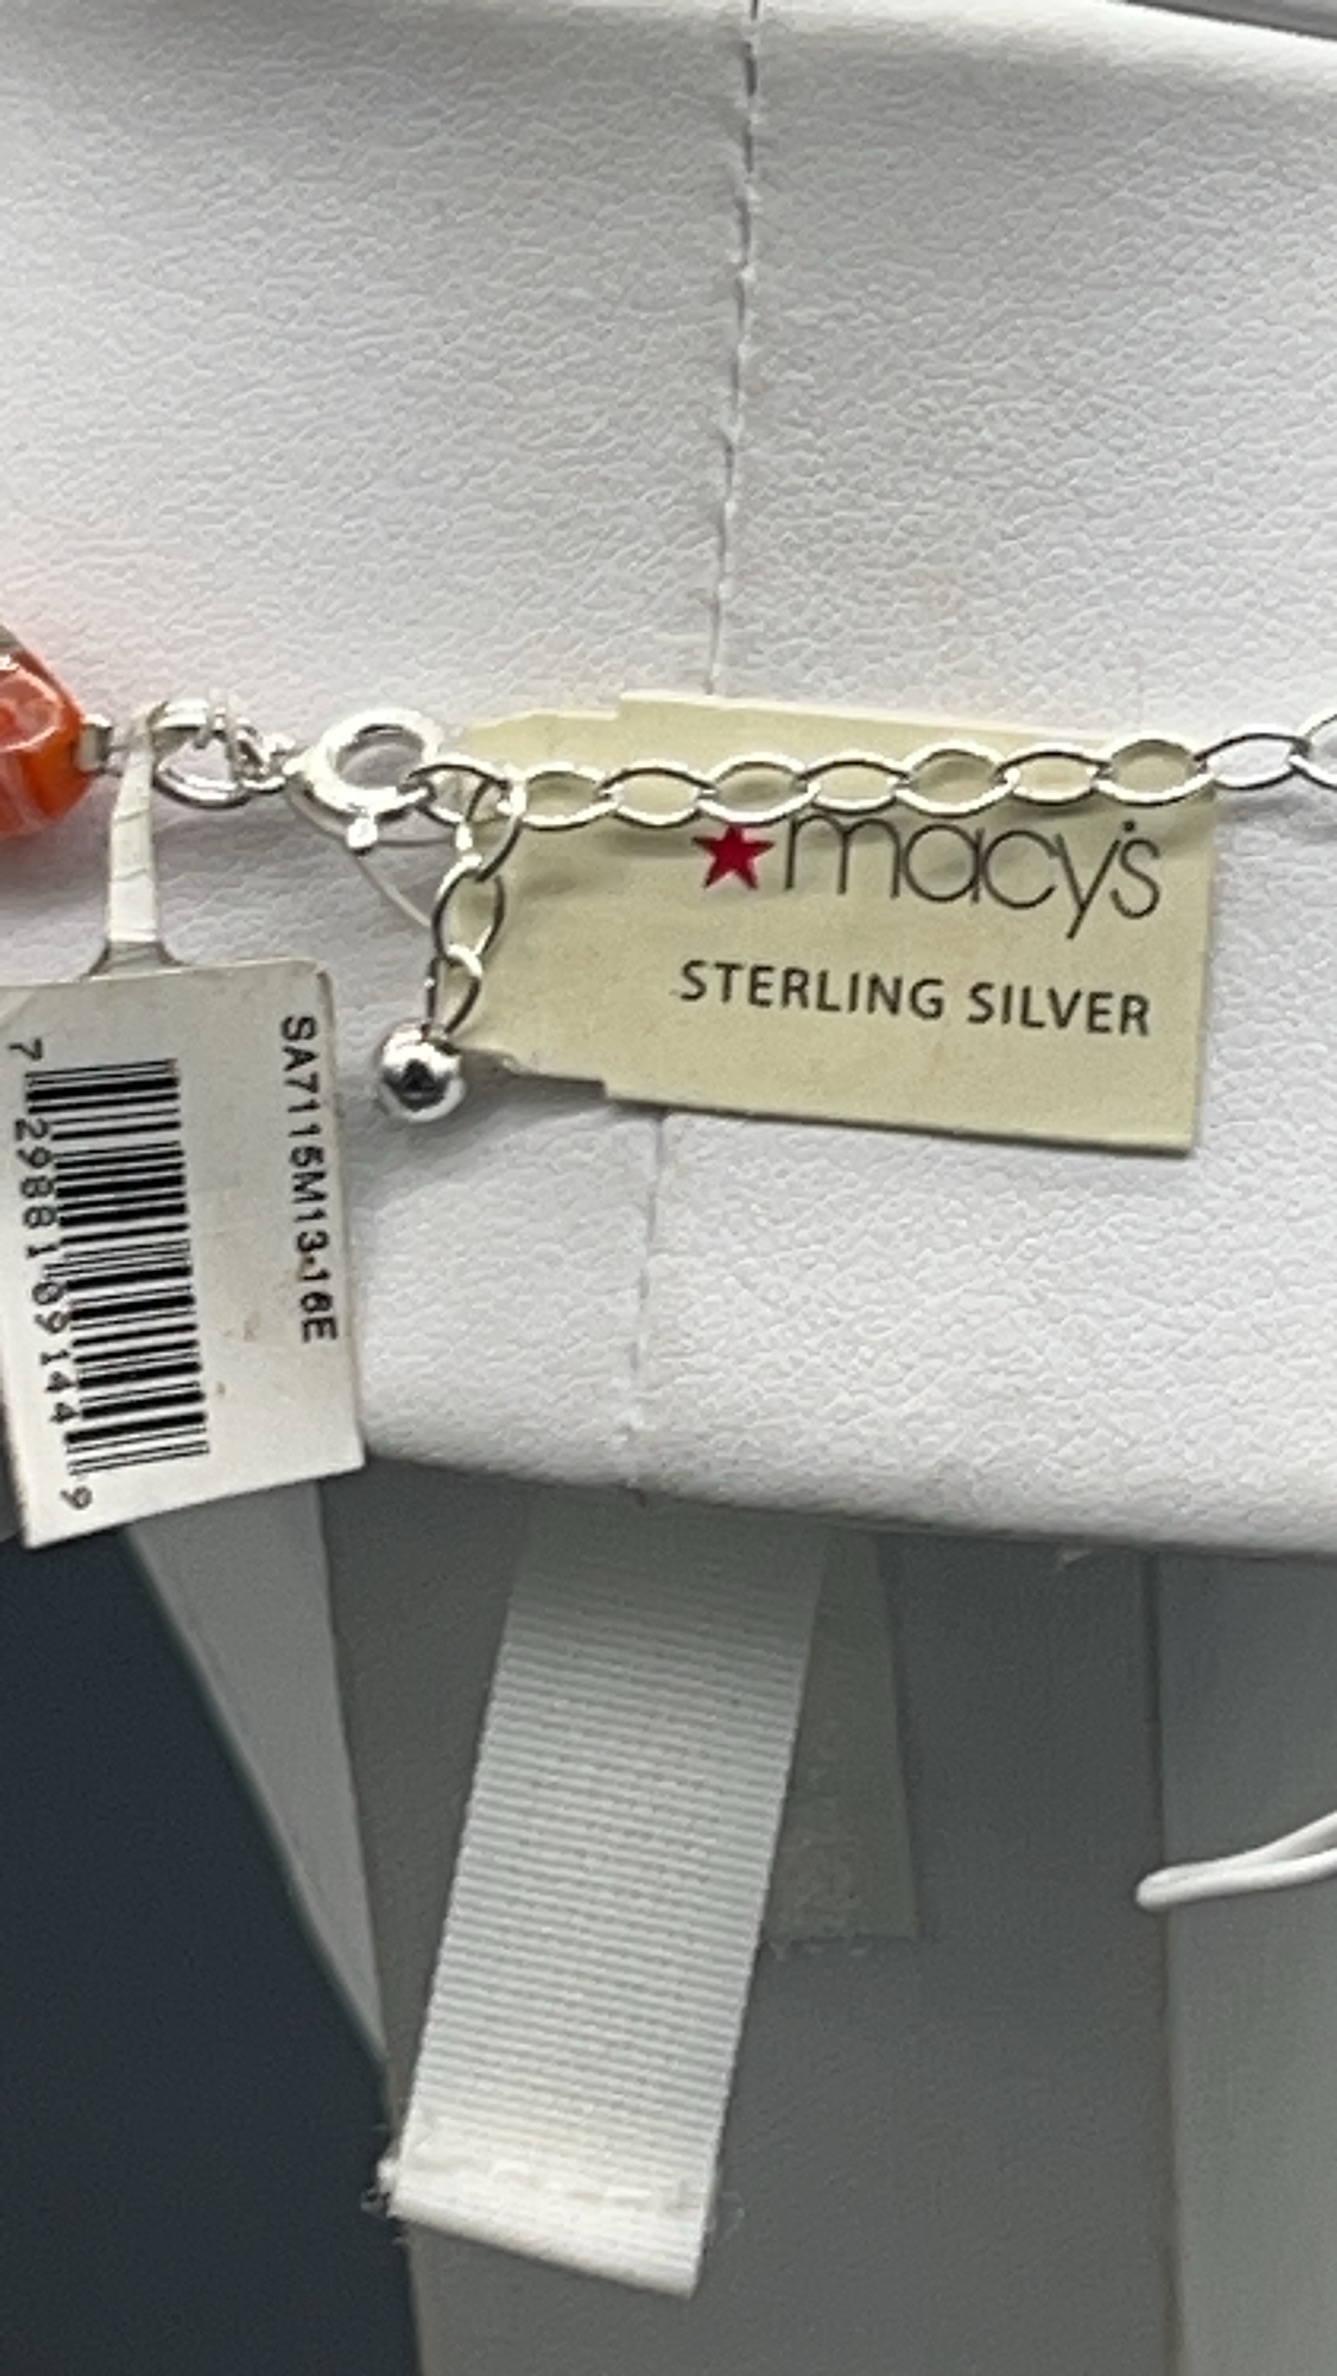 macy's
STERLING SILVER
SA7115M13-16E
7 29881 09144 9